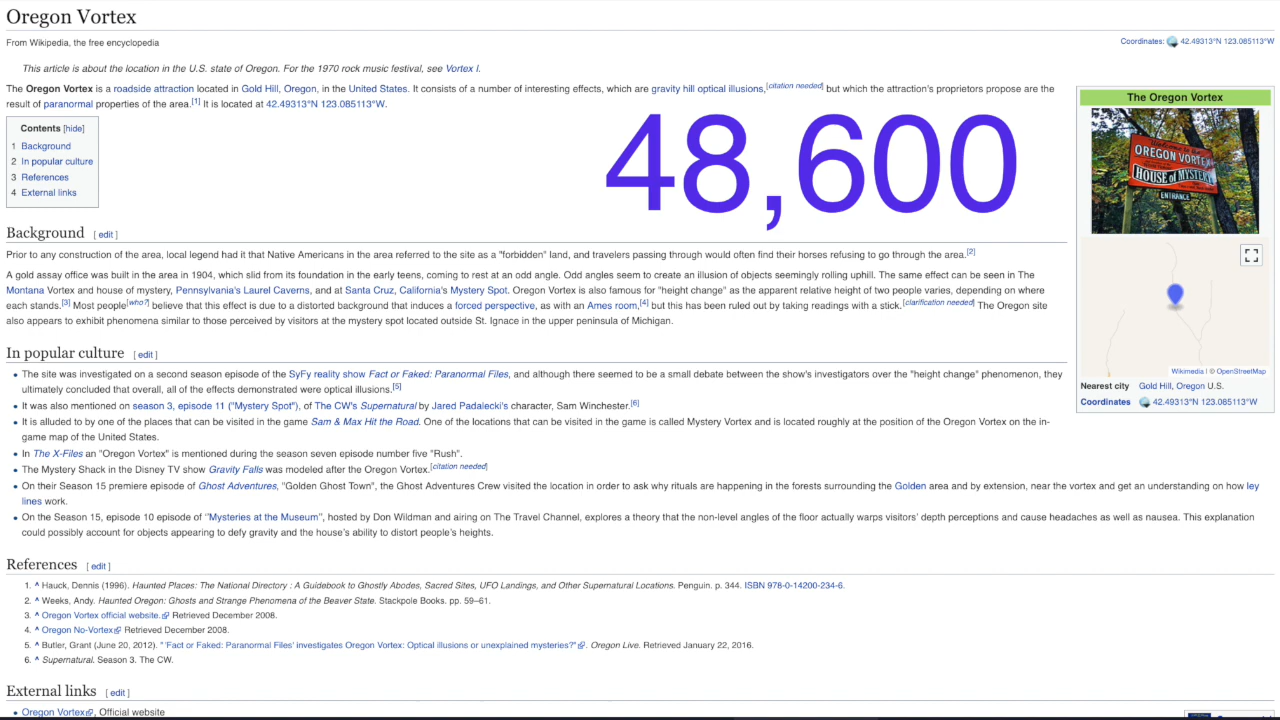 Oregon Vortex
From Wikipedia, the free encyclopedia
Coordinates: 42.49313°N 123.085113°W
This article is about the location in the U.S. state of Oregon. For the 1970 rock music festival, see Vortex I.
The Oregon Vortex is a roadside attraction located in Gold Hill, Oregon, in the United States. It consists of a number of interesting effects, which are gravity hill optical illusions,[citation needed] but which the attraction's proprietors propose are the
result of paranormal properties of the area.[1] It is located at 42.49313°N 123.085113°W.
48,600
Contents [hide]
1 Background
2 In popular culture
3 References
4 External links
The Oregon Vortex
Welcome to the
OREGON VORTEX
HOUSE of MYSTERY
ENTRANCE
Wikimedia | © OpenStreetMap
Nearest city Gold Hill, Oregon U.S.
Coordinates 42.49313°N 123.085113°W
Background [ edit ]
Prior to any construction of the area, local legend had it that Native Americans in the area referred to the site as a "forbidden" land, and travelers passing through would often find their horses refusing to go through the area.[2]
A gold assay office was built in the area in 1904, which slid from its foundation in the early teens, coming to rest at an odd angle. Odd angles seem to create an illusion of objects seemingly rolling uphill. The same effect can be seen in The
Montana Vortex and house of mystery, Pennsylvania's Laurel Caverns, and at Santa Cruz, California's Mystery Spot. Oregon Vortex is also famous for "height change" as the apparent relative height of two people varies, depending on where
each stands.[3] Most people[who?] believe that this effect is due to a distorted background that induces a forced perspective, as with an Ames room,[4] but this has been ruled out by taking readings with a stick.[clarification needed] The Oregon site
also appears to exhibit phenomena similar to those perceived by visitors at the mystery spot located outside St. Ignace in the upper peninsula of Michigan.
In popular culture [ edit ]
• The site was investigated on a second season episode of the SyFy reality show Fact or Faked: Paranormal Files, and although there seemed to be a small debate between the show's investigators over the "height change" phenomenon, they
ultimately concluded that overall, all of the effects demonstrated were optical illusions.[5]
• It was also mentioned on season 3, episode 11 ("Mystery Spot"), of The CW's Supernatural by Jared Padalecki's character, Sam Winchester.[6]
• It is alluded to by one of the places that can be visited in the game Sam & Max Hit the Road. One of the locations that can be visited in the game is called Mystery Vortex and is located roughly at the position of the Oregon Vortex on the in-
game map of the United States.
• In The X-Files an "Oregon Vortex" is mentioned during the season seven episode number five "Rush".
• The Mystery Shack in the Disney TV show Gravity Falls was modeled after the Oregon Vortex.[citation needed]
• On their Season 15 premiere episode of Ghost Adventures, "Golden Ghost Town", the Ghost Adventures Crew visited the location in order to ask why rituals are happening in the forests surrounding the Golden area and by extension, near the vortex and get an understanding on how ley
lines work.
• On the Season 15, episode 10 episode of "Mysteries at the Museum", hosted by Don Wildman and airing on The Travel Channel, explores a theory that the non-level angles of the floor actually warps visitors' depth perceptions and cause headaches as well as nausea. This explanation
could possibly account for objects appearing to defy gravity and the house's ability to distort people's heights.
References [ edit ]
1. ^ Hauck, Dennis (1996). Haunted Places: The National Directory : A Guidebook to Ghostly Abodes, Sacred Sites, UFO Landings, and Other Supernatural Locations. Penguin. p. 344. ISBN 978-0-14200-234-6.
2. ^ Weeks, Andy. Haunted Oregon: Ghosts and Strange Phenomena of the Beaver State. Stackpole Books. pp. 59–61.
3. ^ Oregon Vortex official website. Retrieved December 2008.
4. ^ Oregon No-Vortex Retrieved December 2008.
5. ^ Butler, Grant (June 20, 2012). "'Fact or Faked: Paranormal Files' investigates Oregon Vortex: Optical illusions or unexplained mysteries?". Oregon Live. Retrieved January 22, 2016.
6. ^ Supernatural. Season 3. The CW.
External links [ edit ]
• Oregon Vortex, Official website